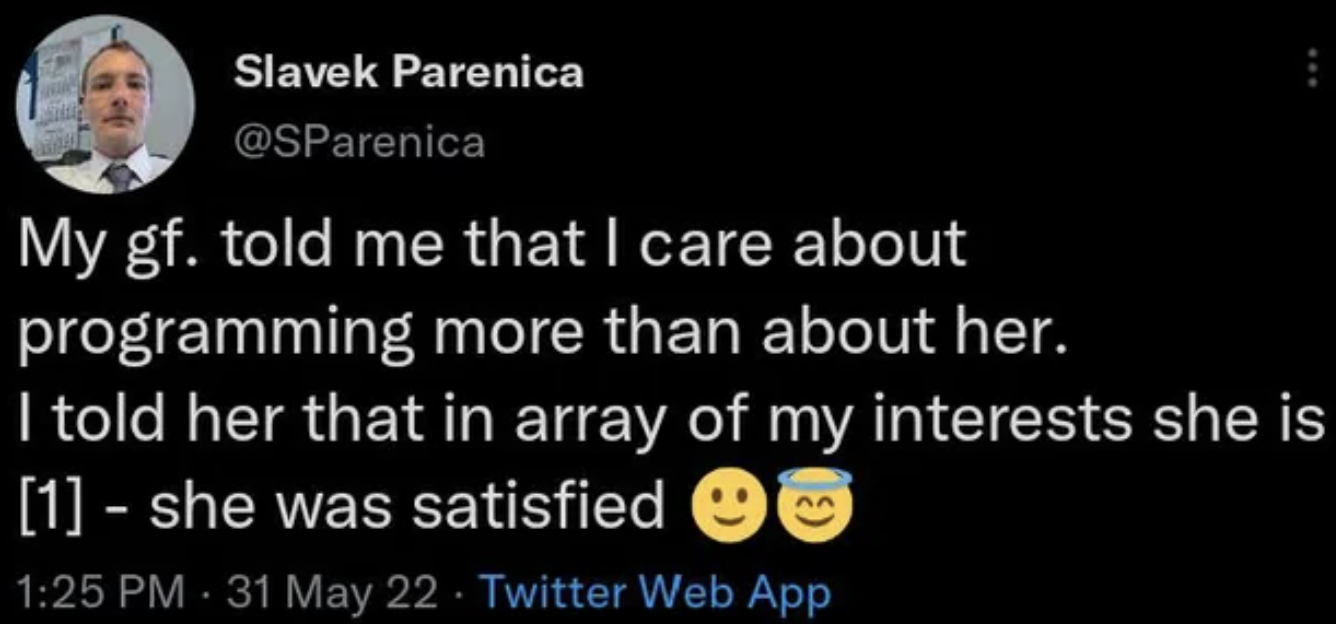 Slavek Parenica
@SParenica
My gf. told me that I care about
programming more than about her.
I told her that in array of my interests she is
[1] - she was satisfied 🙂😇
1:25 PM · 31 May 22 · Twitter Web App